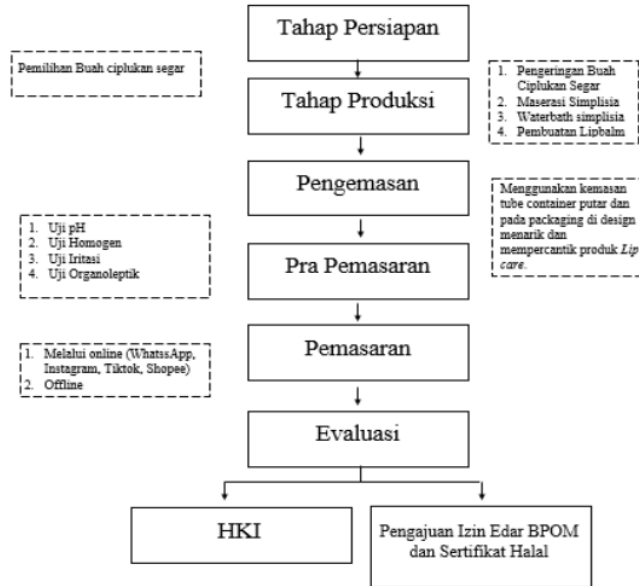 Tahap Persiapan
Pemilihan Buah ciplukan segar
Tahap Produksi
1. Pengeringan Buah
Ciplukan Segar
2. Maserasi Simplisia
3. Waterbath simplisia
4. Pembuatan Lipbalm
Pengemasan
Menggunakan kemasan
tube container putar dan
pada packaging di design
menarik dan
mempercantik produk Lip
care.
1. Uji pH
2. Uji Homogen
3. Uji Iritasi
4. Uji Organoleptik
Pra Pemasaran
Pemasaran
1. Melalui online (WhatssApp,
Instagram, Tiktok, Shopee)
2. Offline
Evaluasi
HKI
Pengajuan Izin Edar BPOM
dan Sertifikat Halal